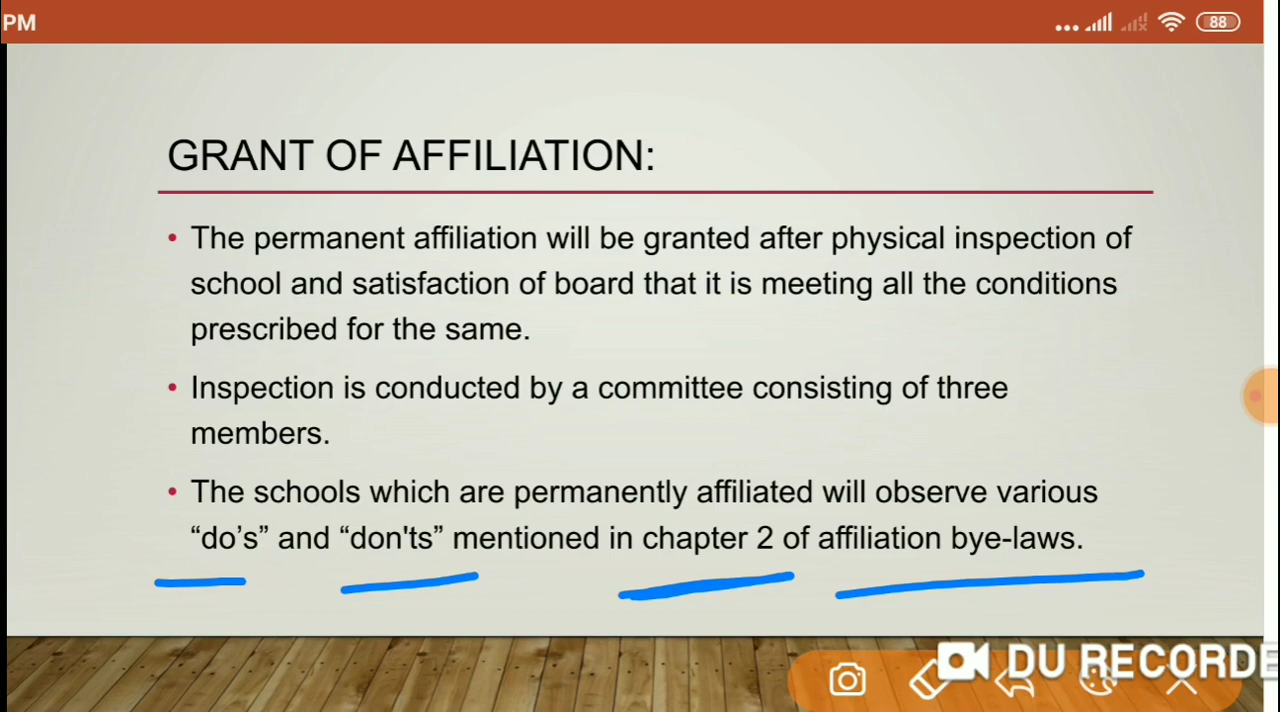 PM
88
GRANT OF AFFILIATION:
• The permanent affiliation will be granted after physical inspection of
school and satisfaction of board that it is meeting all the conditions
prescribed for the same.
• Inspection is conducted by a committee consisting of three
members.
• The schools which are permanently affiliated will observe various
“do’s” and “don'ts” mentioned in chapter 2 of affiliation bye-laws.
DU RECORDE